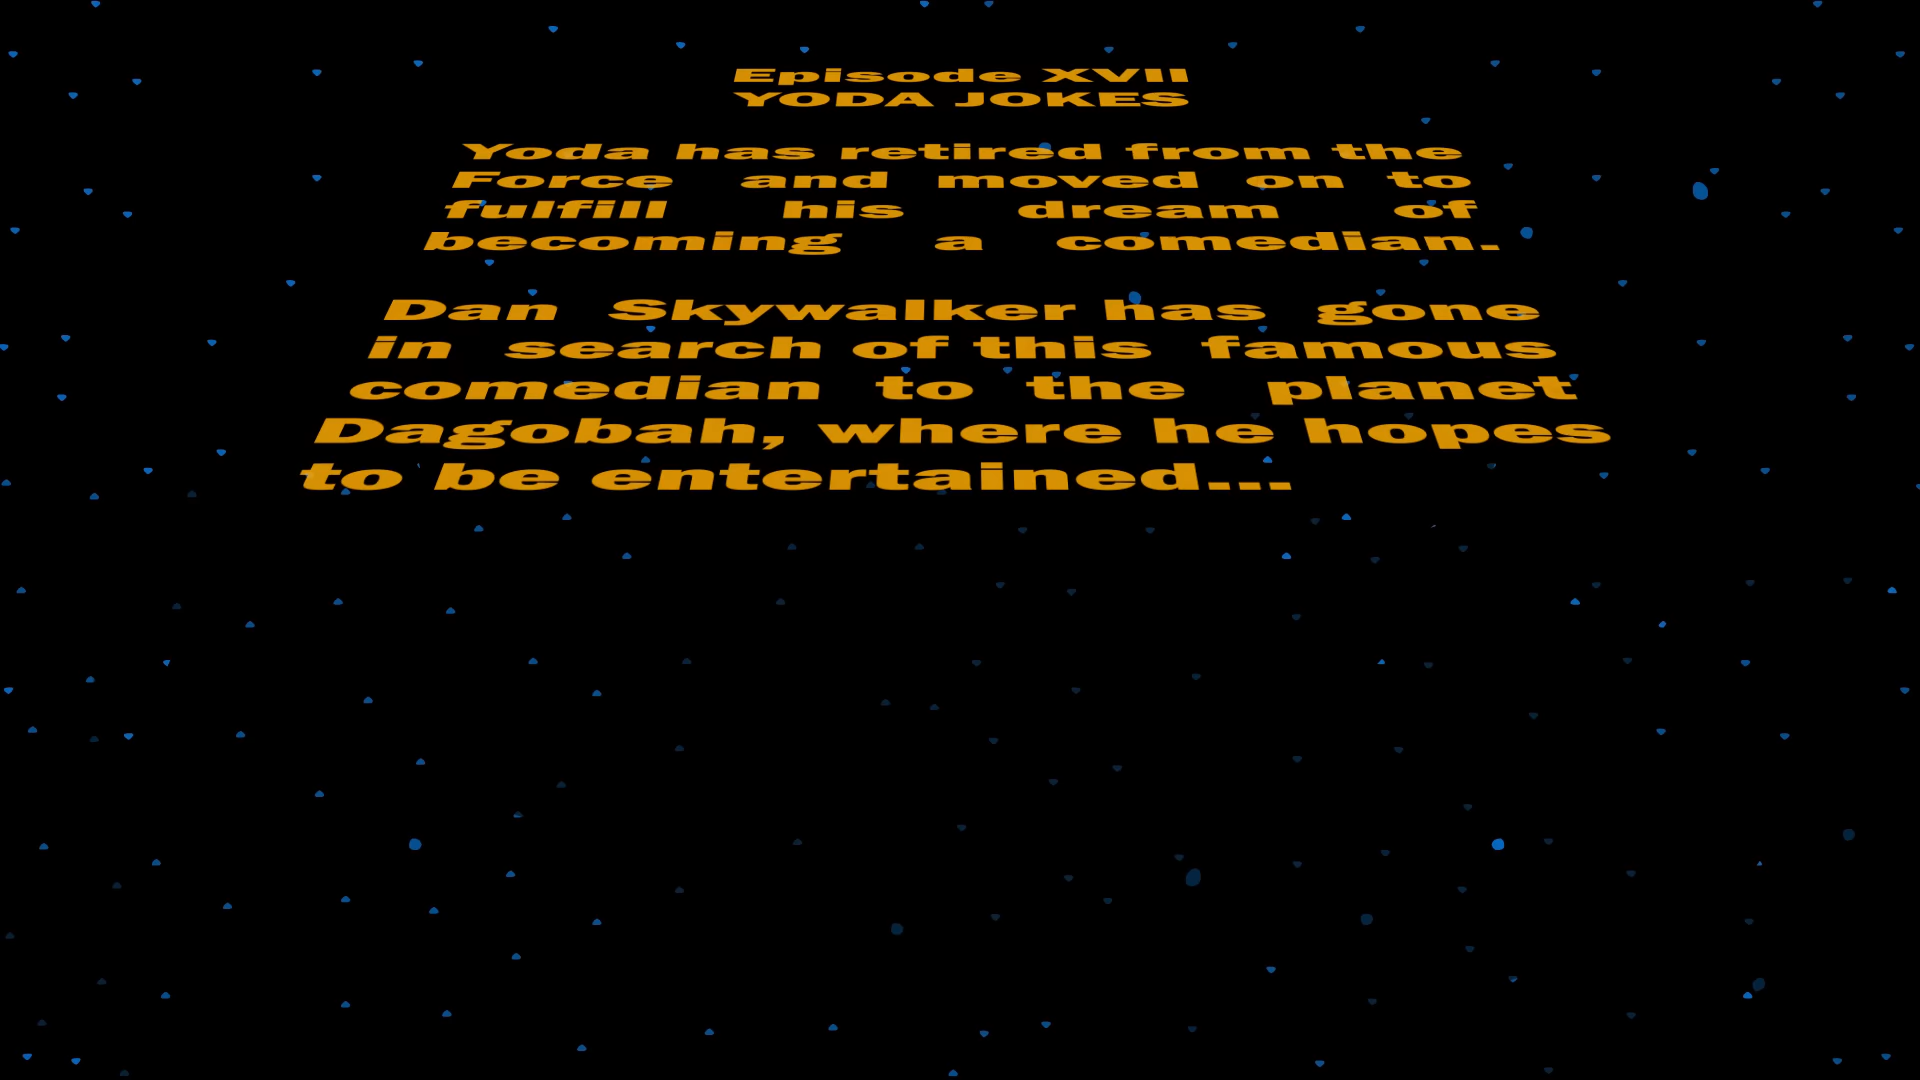 Episode XVII
YODA JOKES
Yoda has retired from the
Force and moved on to
fulfill his dream of
becoming a comedian.
Dan Skywalker has gone
in search of this famous
comedian to the planet
Dagobah, where he hopes
to be entertained...